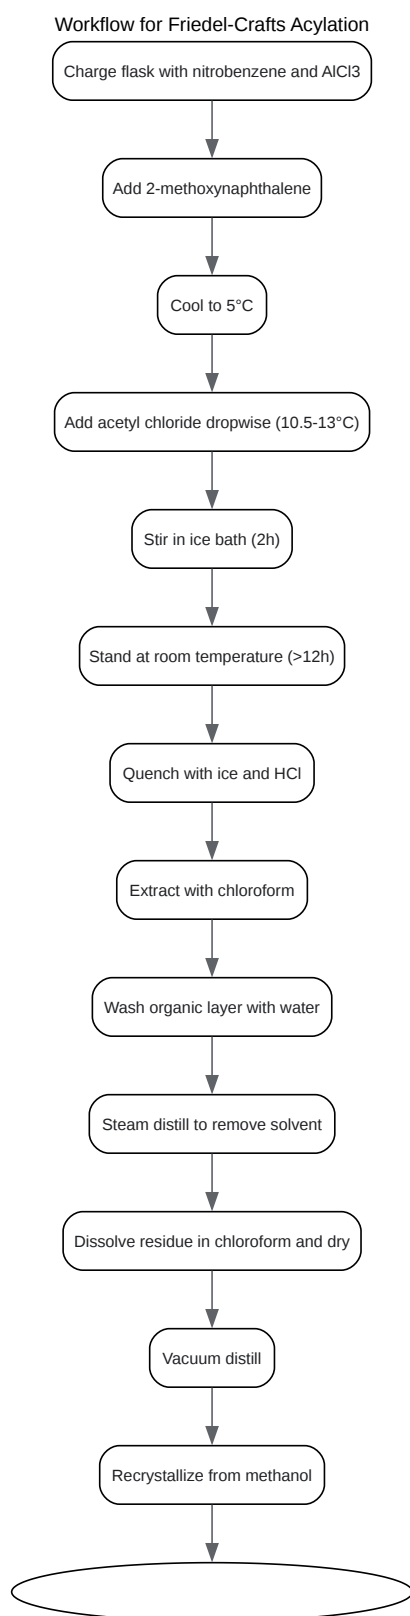 Workflow for Friedel-Crafts Acylation
Charge flask with nitrobenzene and AlCl3
Add 2-methoxynaphthalene
Cool to 5°C
Add acetyl chloride dropwise (10.5-13°C)
Stir in ice bath (2h)
Stand at room temperature (>12h)
Quench with ice and HCl
Extract with chloroform
Wash organic layer with water
Steam distill to remove solvent
Dissolve residue in chloroform and dry
Vacuum distill
Recrystallize from methanol